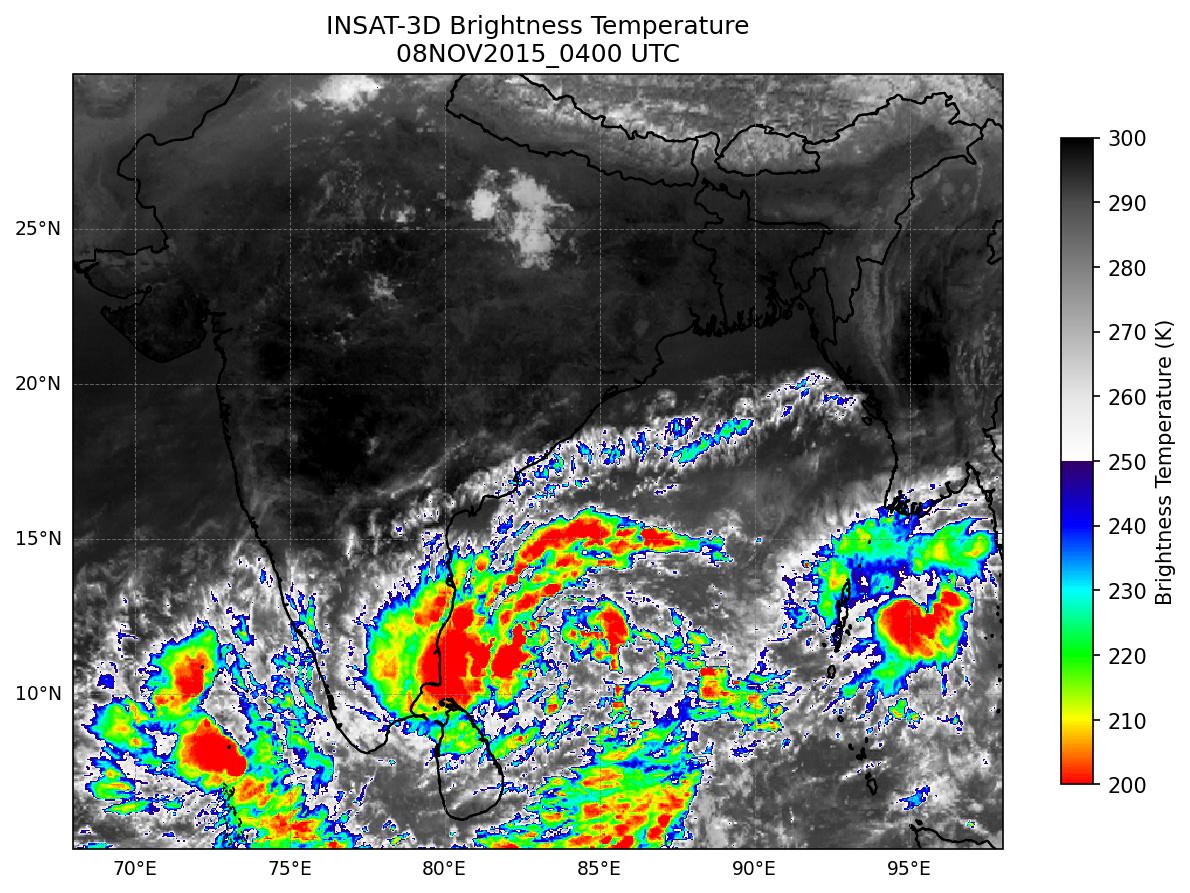 INSAT-3D Brightness Temperature
08NOV2015_0400 UTC
25°N
20°N
15°N
10°N
70°E
75°E
80°E
85°E
90°E
95°E
300
290
280
270
260
250
240
230
220
210
200
Brightness Temperature (K)